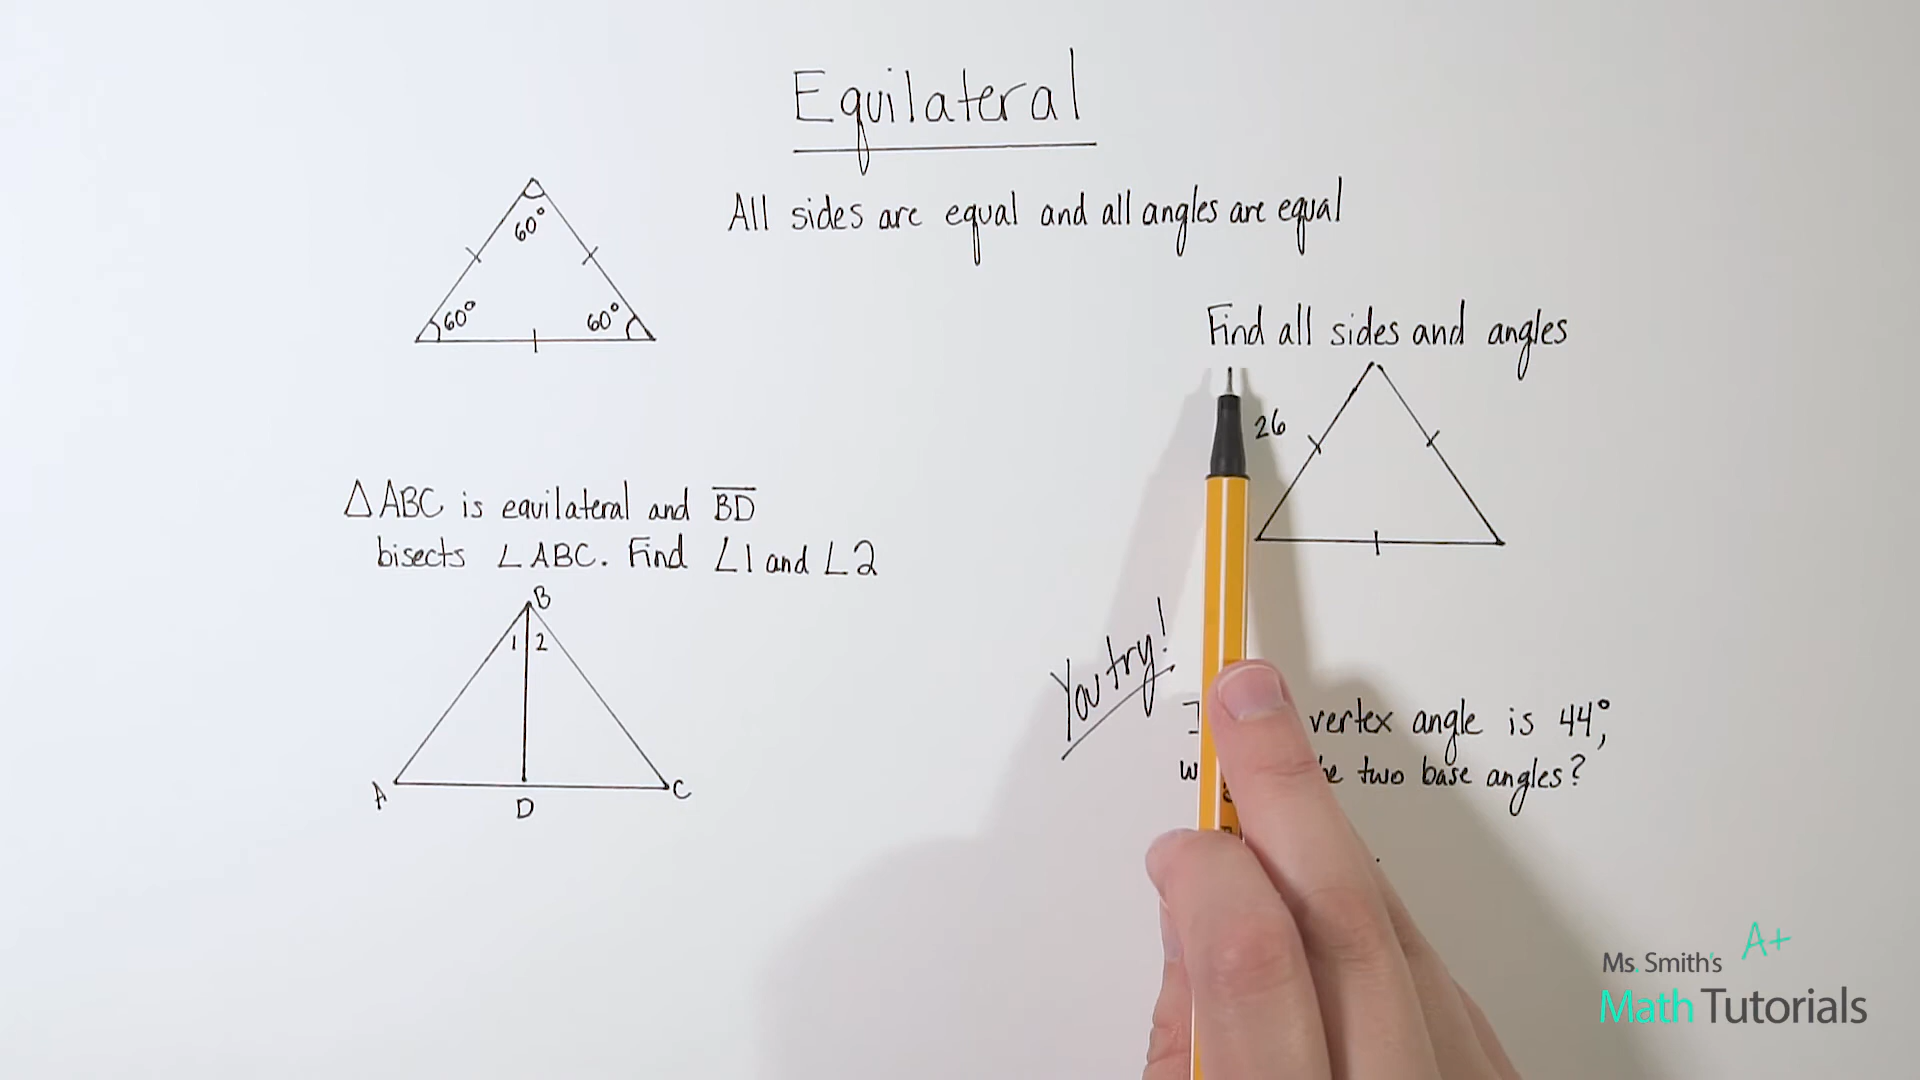 Equilateral
All sides are equal and all angles are equal
60°
60°
60°
Find all sides and angles
26
△ABC is equilateral and B̅D̅
bisects ∠ABC. Find ∠1 and ∠2
B
1 2
A
D
C
You try!
vertex angle is 44°,
two base angles?
Ms. Smith's A+
Math Tutorials